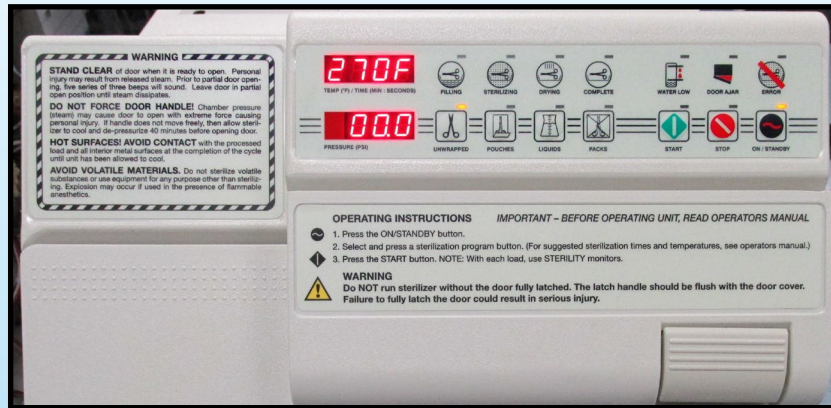 WARNING
STAND CLEAR of door when it is ready to open. Personal
injury may result from released steam. Prior to partial door open-
ing, five series of three beeps will sound. Leave door in partial
open position until steam dissipates.
DO NOT FORCE DOOR HANDLE! Chamber pressure
(steam) may cause door to open with extreme force causing
personal injury. If handle does not move freely, then allow steril-
izer to cool and de-pressurize 40 minutes before opening door.
HOT SURFACES! AVOID CONTACT with the processed
load and all interior metal surfaces at the completion of the cycle
until unit has been allowed to cool.
AVOID VOLATILE MATERIALS. Do not sterilize volatile
substances or use equipment for any purpose other than steriliz-
ing. Explosion may occur if used in the presence of flammable
anesthetics.
270F
TEMP (°F) / TIME (MIN : SECONDS)
FILLING STERILIZING DRYING COMPLETE WATER LOW DOOR AJAR ERROR
00.0
PRESSURE (PSI)
UNWRAPPED POUCHES LIQUIDS PACKS START STOP ON / STANDBY
OPERATING INSTRUCTIONS IMPORTANT – BEFORE OPERATING UNIT, READ OPERATORS MANUAL
1. Press the ON/STANDBY button.
2. Select and press a sterilization program button. (For suggested sterilization times and temperatures, see operators manual.)
3. Press the START button. NOTE: With each load, use STERILITY monitors.
WARNING
Do NOT run sterilizer without the door fully latched. The latch handle should be flush with the door cover.
Failure to fully latch the door could result in serious injury.